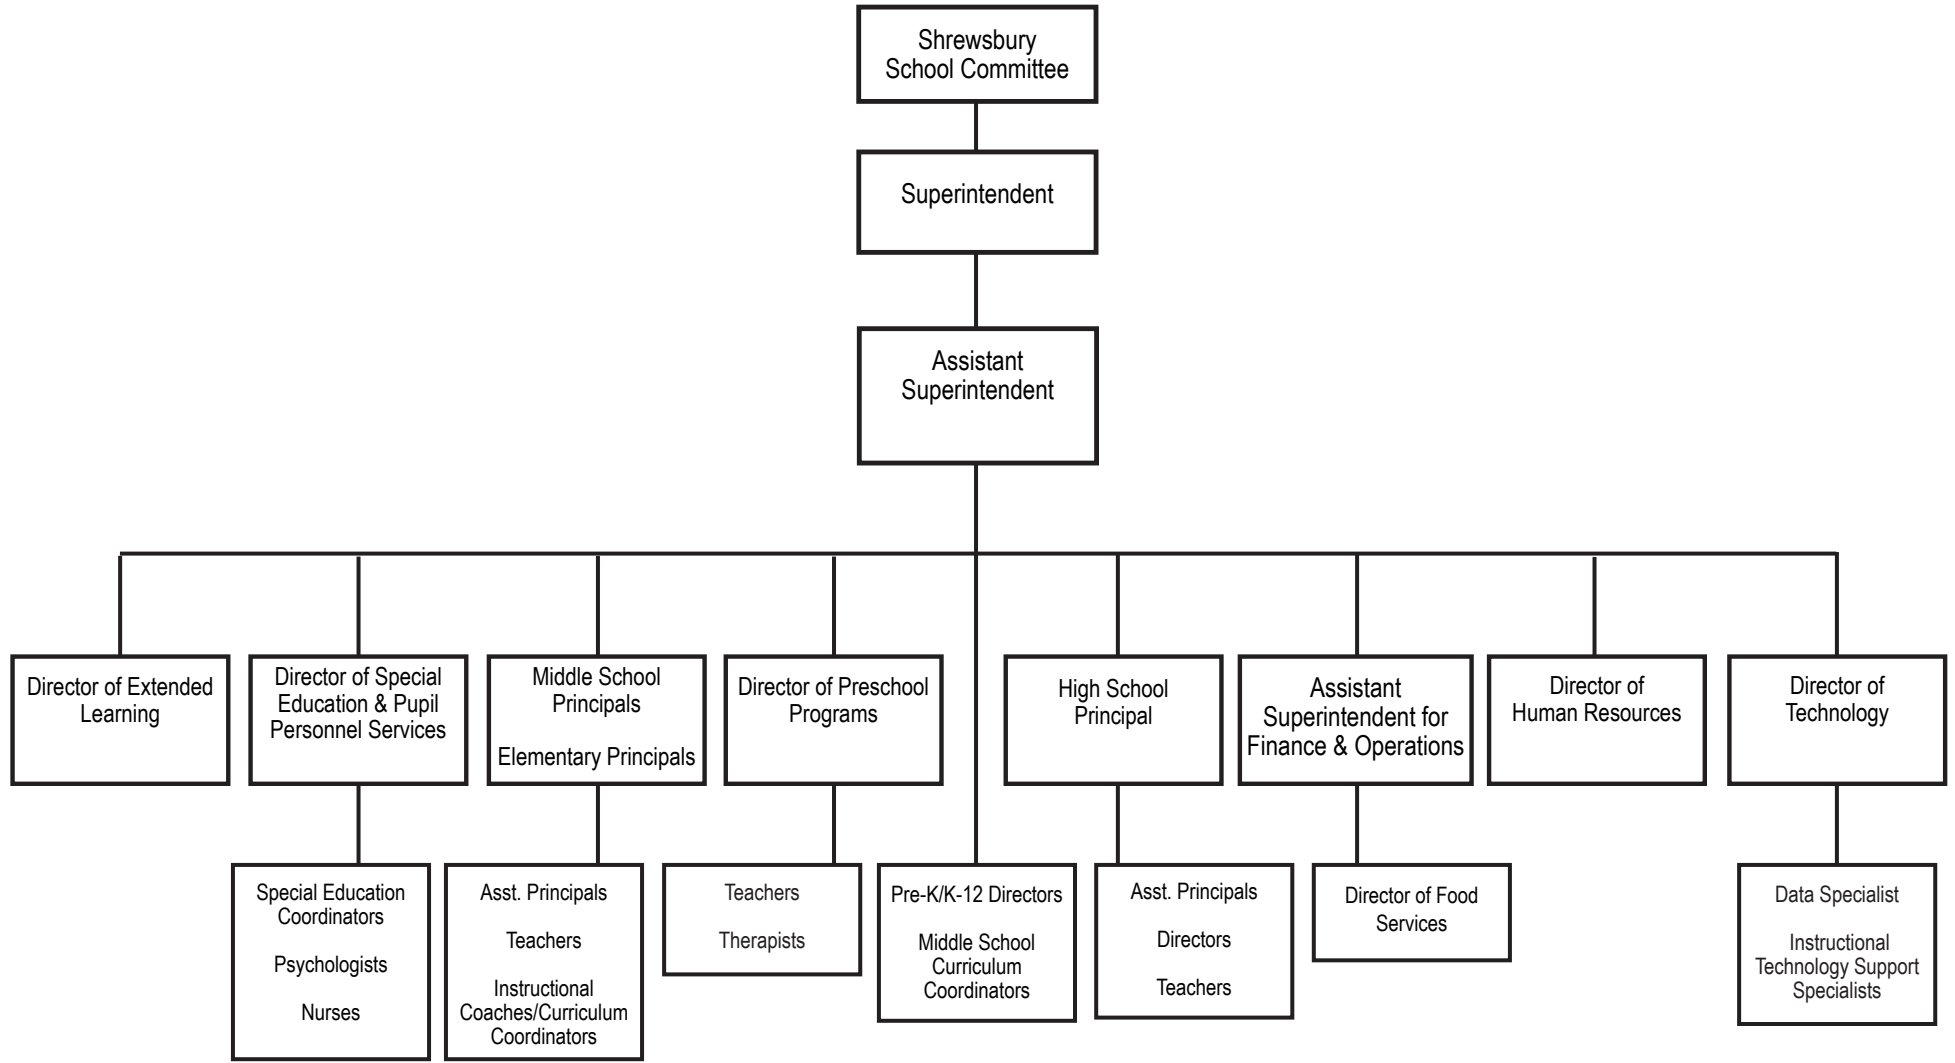 Shrewsbury
School Committee
Superintendent
Assistant
Superintendent
Director of Extended
Learning
Director of Special
Education & Pupil
Personnel Services
Middle School
Principals
Elementary Principals
Director of Preschool
Programs
High School
Principal
Assistant
Superintendent for
Finance & Operations
Director of
Human Resources
Director of
Technology
Special Education
Coordinators
Psychologists
Nurses
Asst. Principals
Teachers
Instructional
Coaches/Curriculum
Coordinators
Teachers
Therapists
Pre-K/K-12 Directors
Middle School
Curriculum
Coordinators
Asst. Principals
Directors
Teachers
Director of Food
Services
Data Specialist
Instructional
Technology Support
Specialists